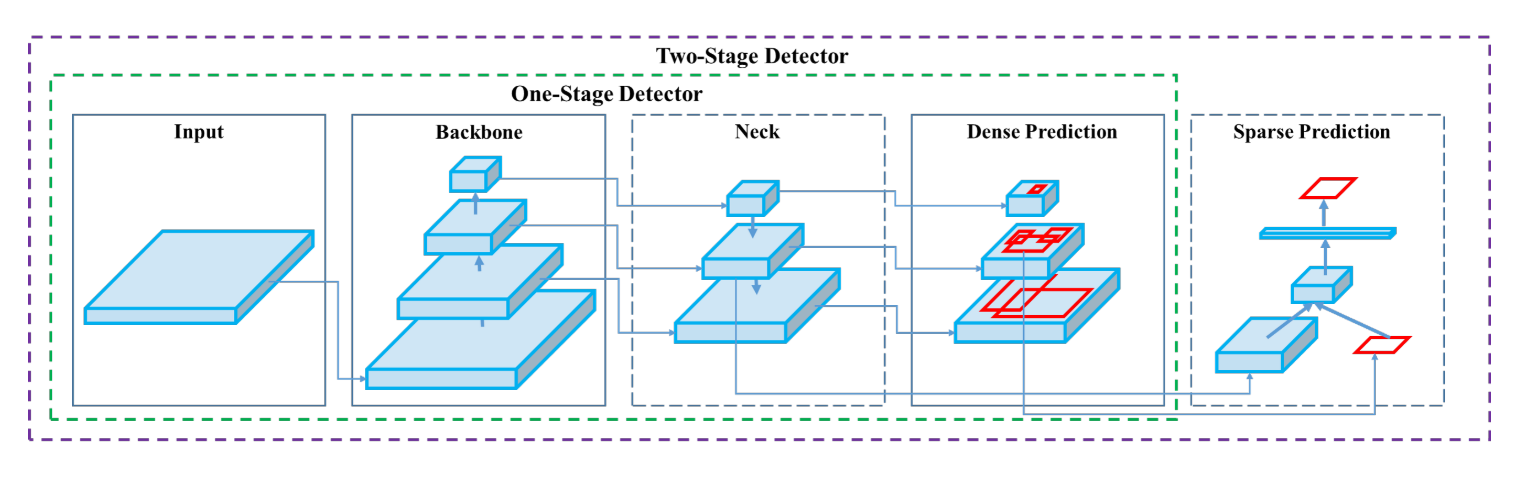 Two-Stage Detector
One-Stage Detector
Input
Backbone
Neck
Dense Prediction
Sparse Prediction